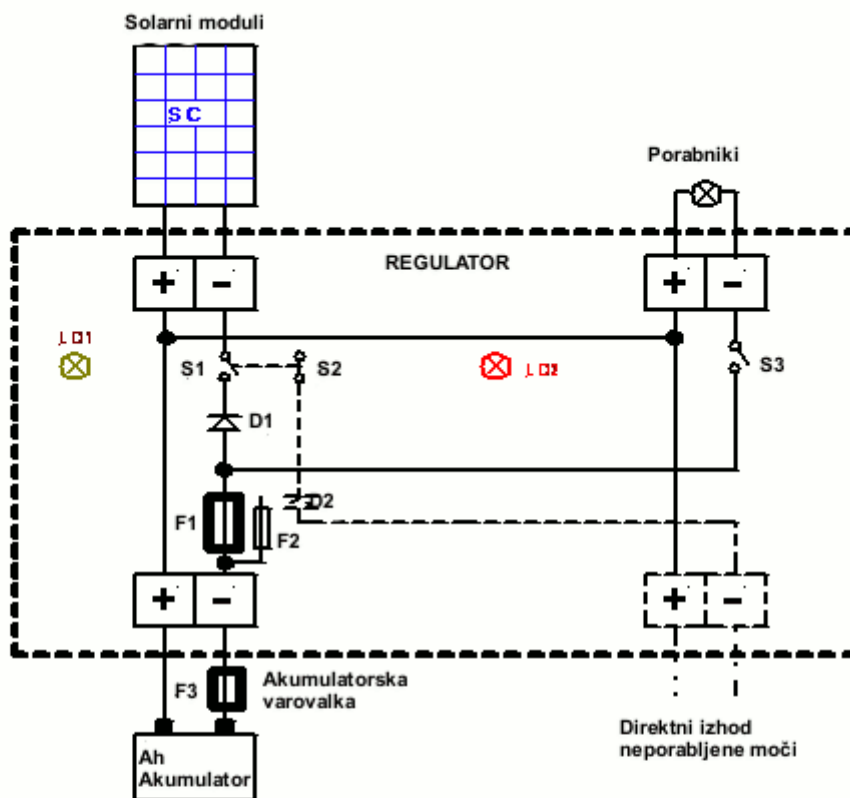 Solarni moduli
SC
Porabniki
REGULATOR
+ -
+ -
LD1
S1
S2
LD2
S3
D1
D2
F1
F2
+ -
+ -
F3
Akumulatorska
varovalka
Ah
Akumulator
Direktni izhod
neporabljene moči